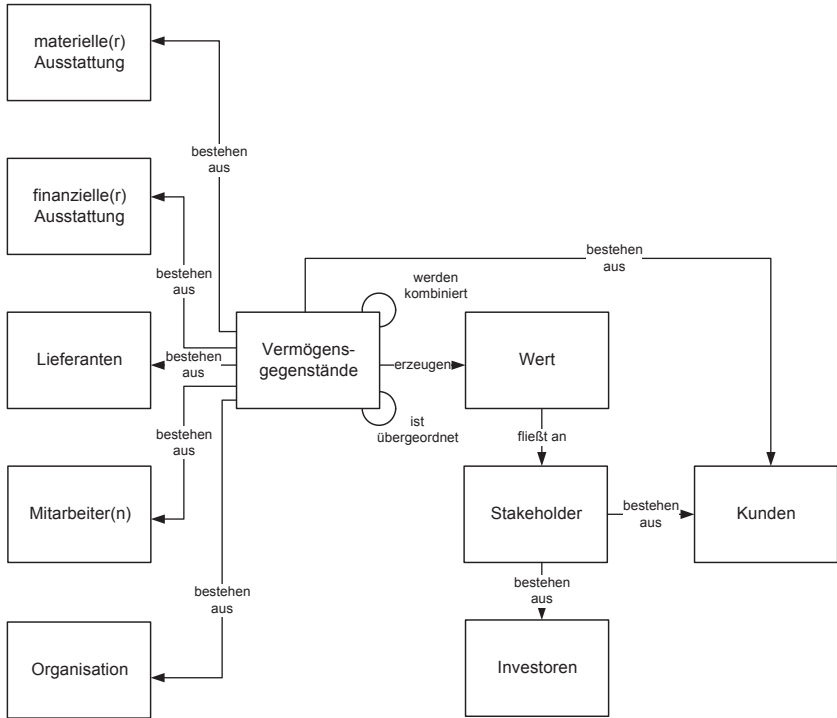 materielle(r)
Ausstattung
bestehen
aus
finanzielle(r)
Ausstattung
bestehen
aus
bestehen
aus
werden
kombiniert
Lieferanten
bestehen
aus
Vermögens-
gegenstände
erzeugen
Wert
ist
übergeordnet
bestehen
aus
fließt an
Mitarbeiter(n)
Stakeholder
bestehen
aus
Kunden
bestehen
aus
bestehen
aus
Organisation
Investoren